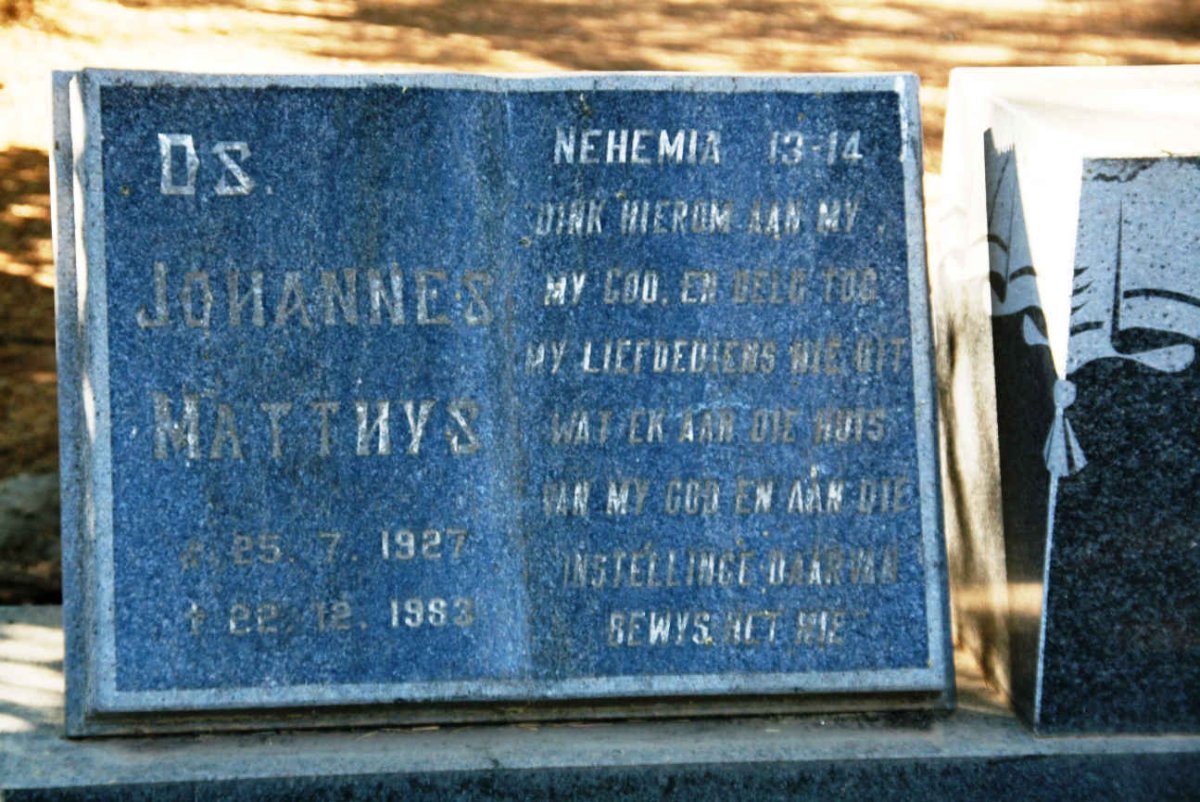 Ds.
JOHANNES
MATTHYS
* 25. 7. 1927
† 22. 12. 1983
NEHEMIA 13-14
DINK HIEROM AAN MY,
MY GOD, EN DELG TOG
MY LIEFDEDIENS NIE UIT
WAT EK AAN DIE HUIS
VAN MY GOD EN AAN DIE
INSTELLINGE DAARVAN
BEWYS HET NIE